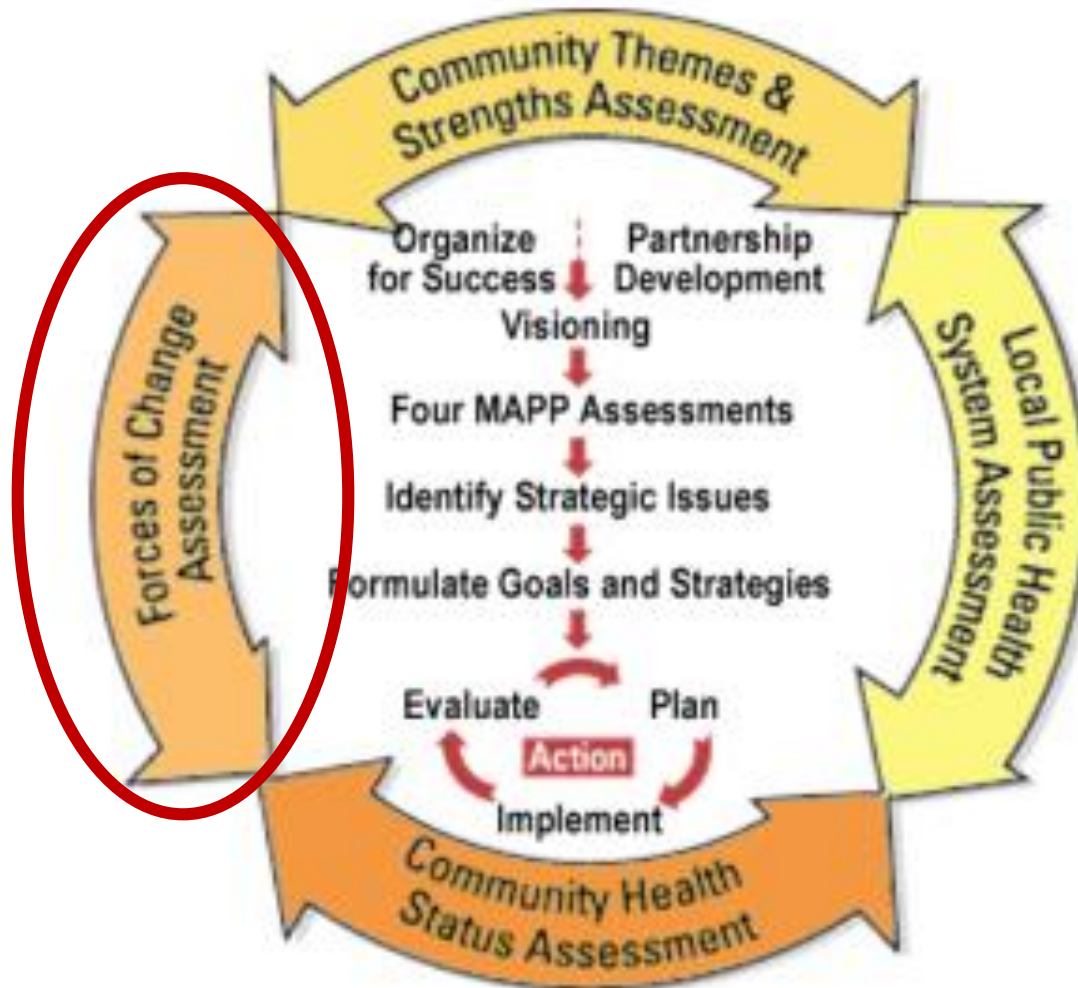 Community Themes &
Strengths Assessment
Forces of Change
Assessment
Local Public Health
System Assessment
Organize
for Success
Partnership
Development
Visioning
Four MAPP Assessments
Identify Strategic Issues
Formulate Goals and Strategies
Evaluate
Plan
Action
Implement
Community Health
Status Assessment